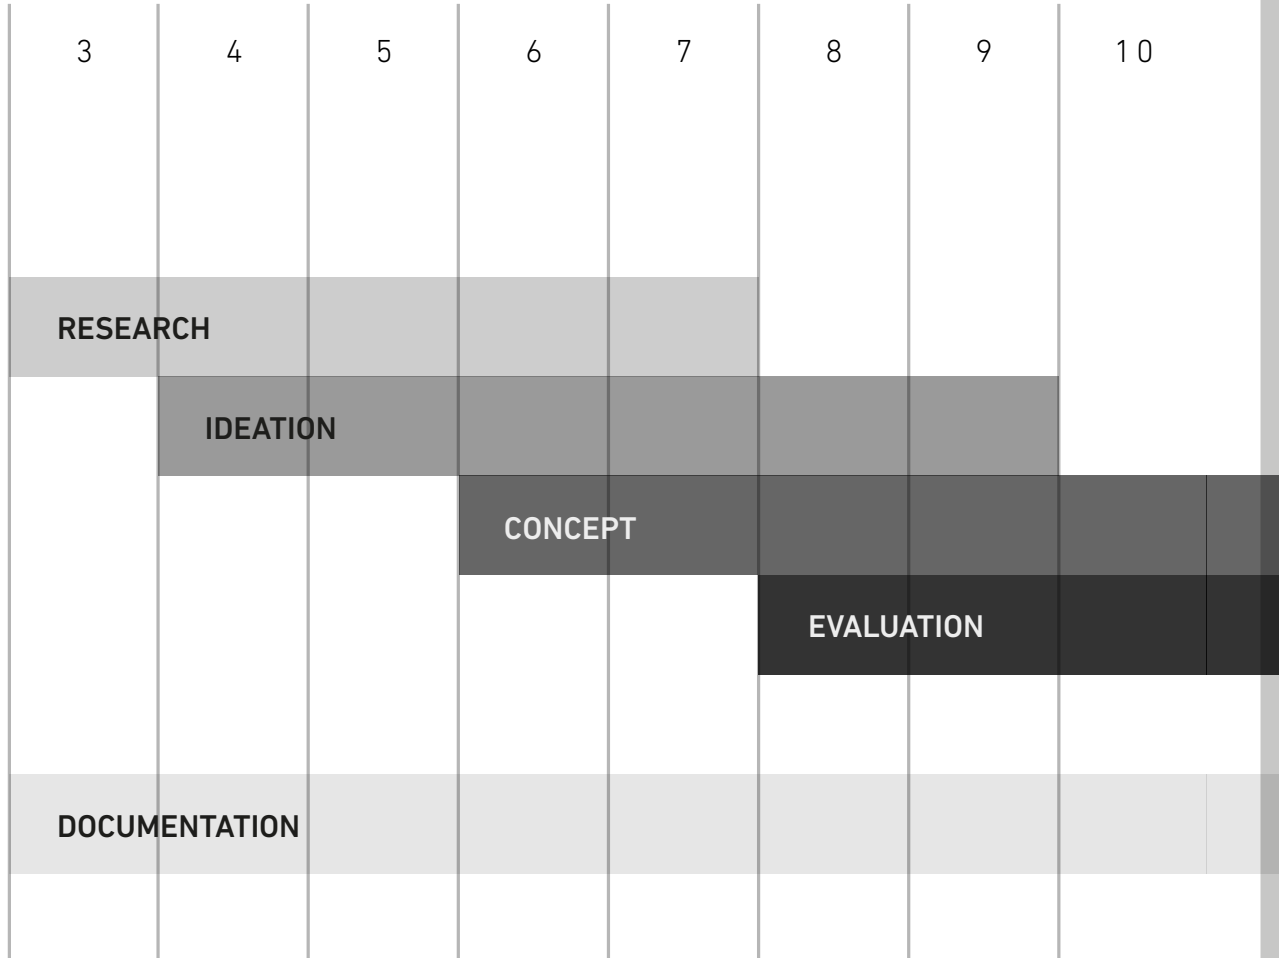 3 4 5 6 7 8 9 10
RESEARCH
IDEATION
CONCEPT
EVALUATION
DOCUMENTATION